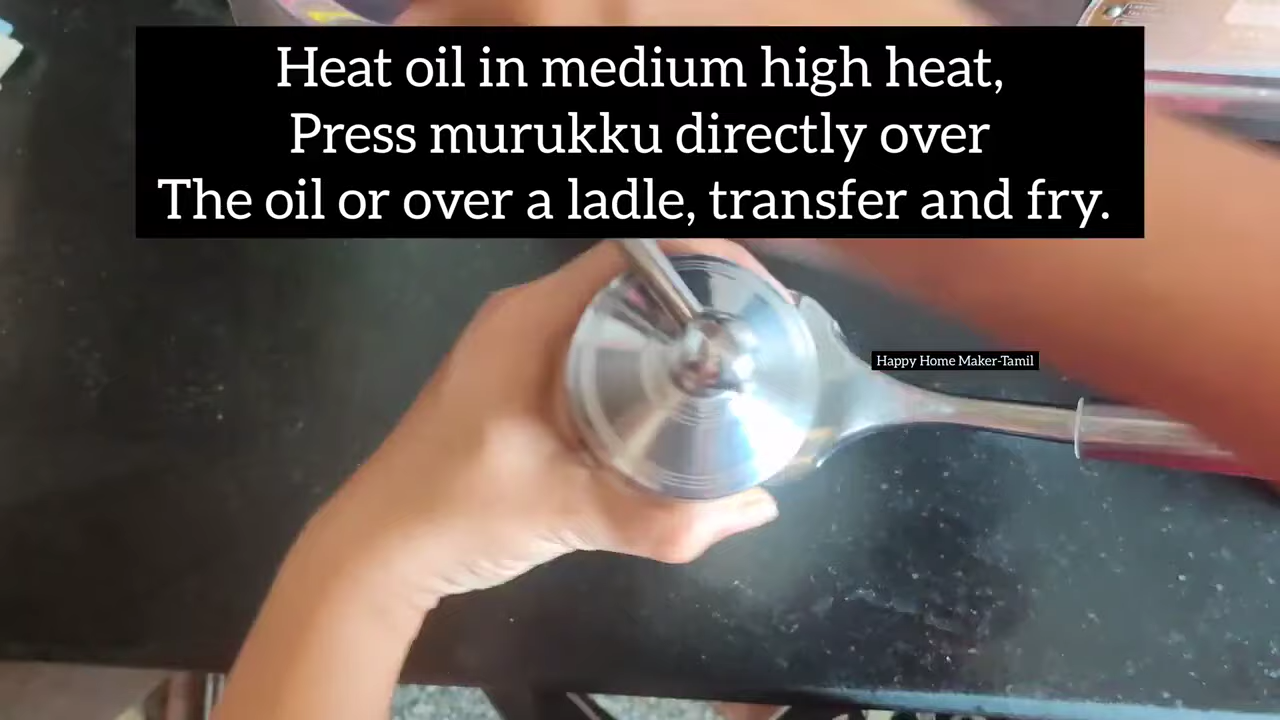 Heat oil in medium high heat,
Press murukku directly over
The oil or over a ladle, transfer and fry.
Happy Home Maker-Tamil